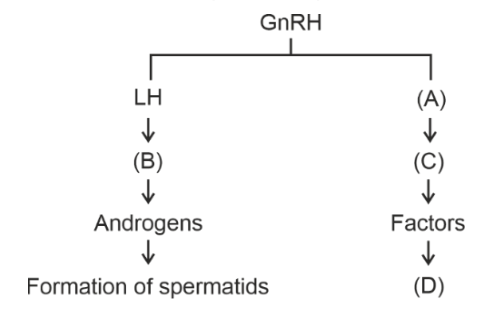 GnRH
LH (A)
(B) (C)
Androgens Factors
Formation of spermatids (D)